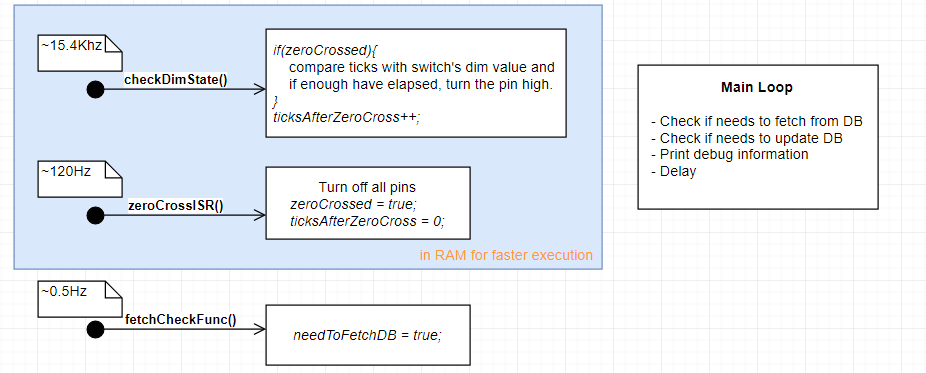 ~15.4Khz
checkDimState()
if(zeroCrossed){
compare ticks with switch's dim value and
if enough have elapsed, turn the pin high.
}
ticksAfterZeroCross++;
~120Hz
zeroCrossISR()
Turn off all pins
zeroCrossed = true;
ticksAfterZeroCross = 0;
in RAM for faster execution
~0.5Hz
fetchCheckFunc()
needToFetchDB = true;
Main Loop
- Check if needs to fetch from DB
- Check if needs to update DB
- Print debug information
- Delay